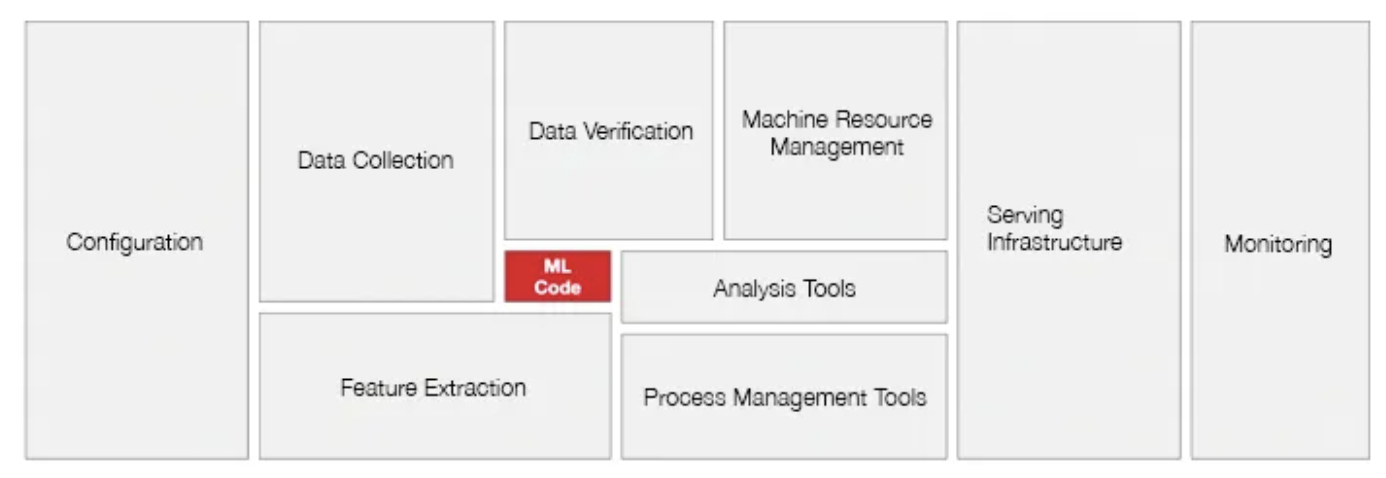 Configuration
Data Collection
Data Verification
Machine Resource
Management
ML
Code
Analysis Tools
Feature Extraction
Process Management Tools
Serving
Infrastructure
Monitoring